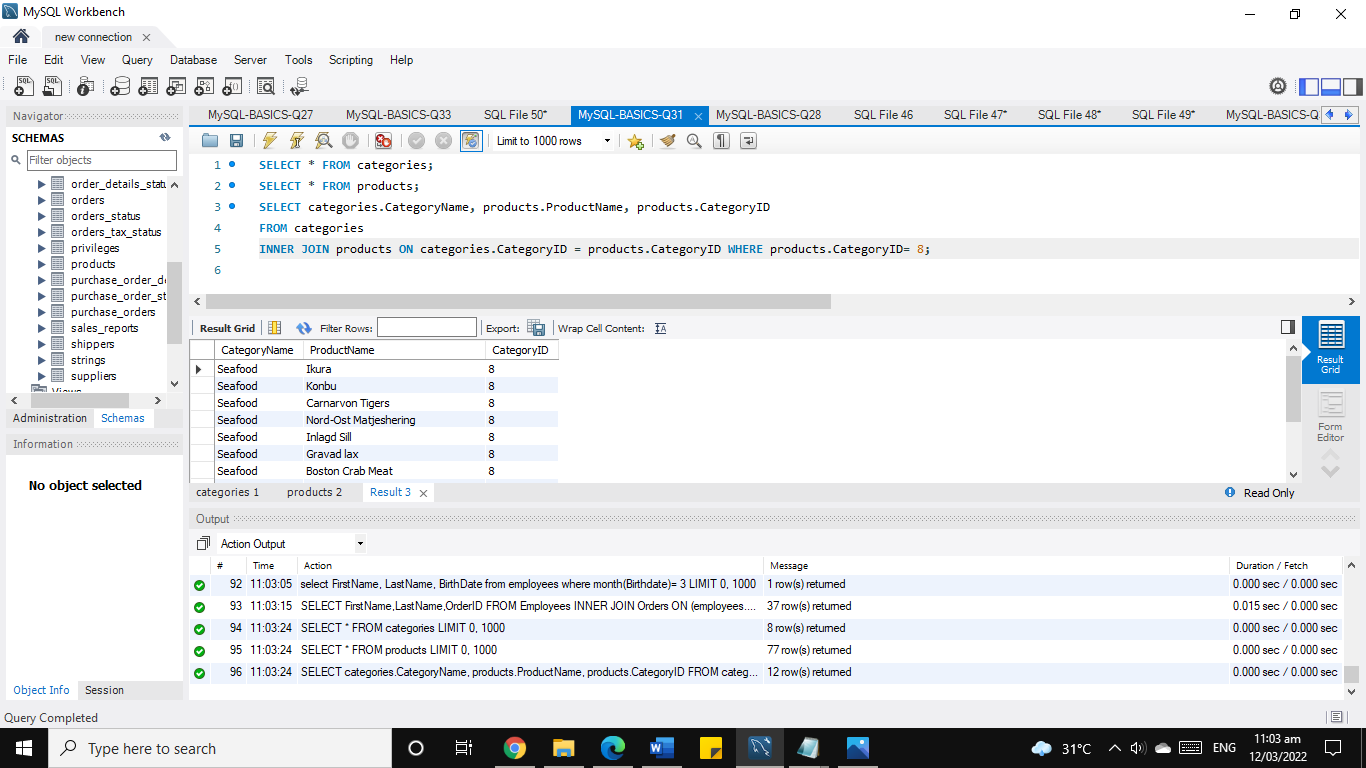 MySQL Workbench
new connection
File Edit View Query Database Server Tools Scripting Help
Navigator
SCHEMAS
Filter objects
order_details_statu
orders
orders_status
orders_tax_status
privileges
products
purchase_order_de
purchase_order_st
purchase_orders
sales_reports
shippers
strings
suppliers
Views
Administration Schemas
Information
No object selected
Object Info Session
MySQL-BASICS-Q27 MySQL-BASICS-Q33 SQL File 50* MySQL-BASICS-Q31 MySQL-BASICS-Q28 SQL File 46 SQL File 47* SQL File 48* SQL File 49* MySQL-BASICS-Q
Limit to 1000 rows
1 SELECT * FROM categories;
2 SELECT * FROM products;
3 SELECT categories.CategoryName, products.ProductName, products.CategoryID
4 FROM categories
5 INNER JOIN products ON categories.CategoryID = products.CategoryID WHERE products.CategoryID= 8;
6
Result Grid Filter Rows: Export: Wrap Cell Content:
CategoryName ProductName CategoryID
Seafood Ikura 8
Seafood Konbu 8
Seafood Carnarvon Tigers 8
Seafood Nord-Ost Matjeshering 8
Seafood Inlagd Sill 8
Seafood Gravad lax 8
Seafood Boston Crab Meat 8
Result Grid
Form Editor
categories 1 products 2 Result 3
Read Only
Output
Action Output
# Time Action Message Duration / Fetch
92 11:03:05 select FirstName, LastName, BirthDate from employees where month(Birthdate)= 3 LIMIT 0, 1000 1 row(s) returned 0.000 sec / 0.000 sec
93 11:03:15 SELECT FirstName,LastName,OrderID FROM Employees INNER JOIN Orders ON (employees.... 37 row(s) returned 0.015 sec / 0.000 sec
94 11:03:24 SELECT * FROM categories LIMIT 0, 1000 8 row(s) returned 0.000 sec / 0.000 sec
95 11:03:24 SELECT * FROM products LIMIT 0, 1000 77 row(s) returned 0.000 sec / 0.000 sec
96 11:03:24 SELECT categories.CategoryName, products.ProductName, products.CategoryID FROM categ... 12 row(s) returned 0.000 sec / 0.000 sec
Query Completed
Type here to search
31°C
ENG
11:03 am
12/03/2022